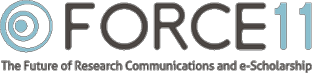 FORCE11
The Future of Research Communications and e-Scholarship